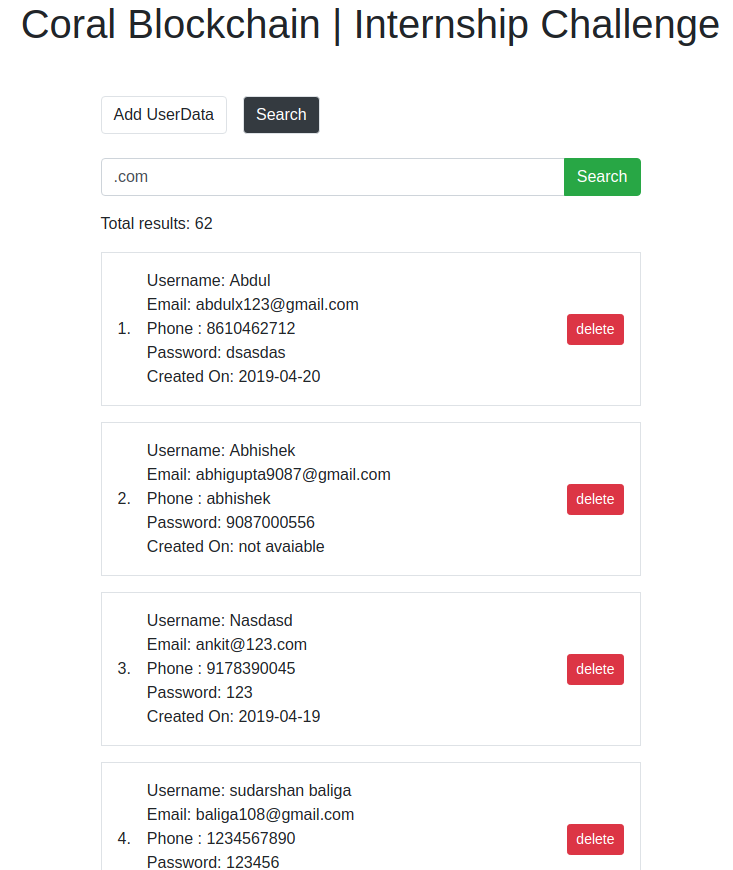 Coral Blockchain | Internship Challenge
Add UserData
Search
.com
Search
Total results: 62
1.
Username: Abdul
Email: abdulx123@gmail.com
Phone : 8610462712
Password: dsasdas
Created On: 2019-04-20
delete
2.
Username: Abhishek
Email: abhigupta9087@gmail.com
Phone : abhishek
Password: 9087000556
Created On: not avaiable
delete
3.
Username: Nasdasd
Email: ankit@123.com
Phone : 9178390045
Password: 123
Created On: 2019-04-19
delete
4.
Username: sudarshan baliga
Email: baliga108@gmail.com
Phone : 1234567890
Password: 123456
delete